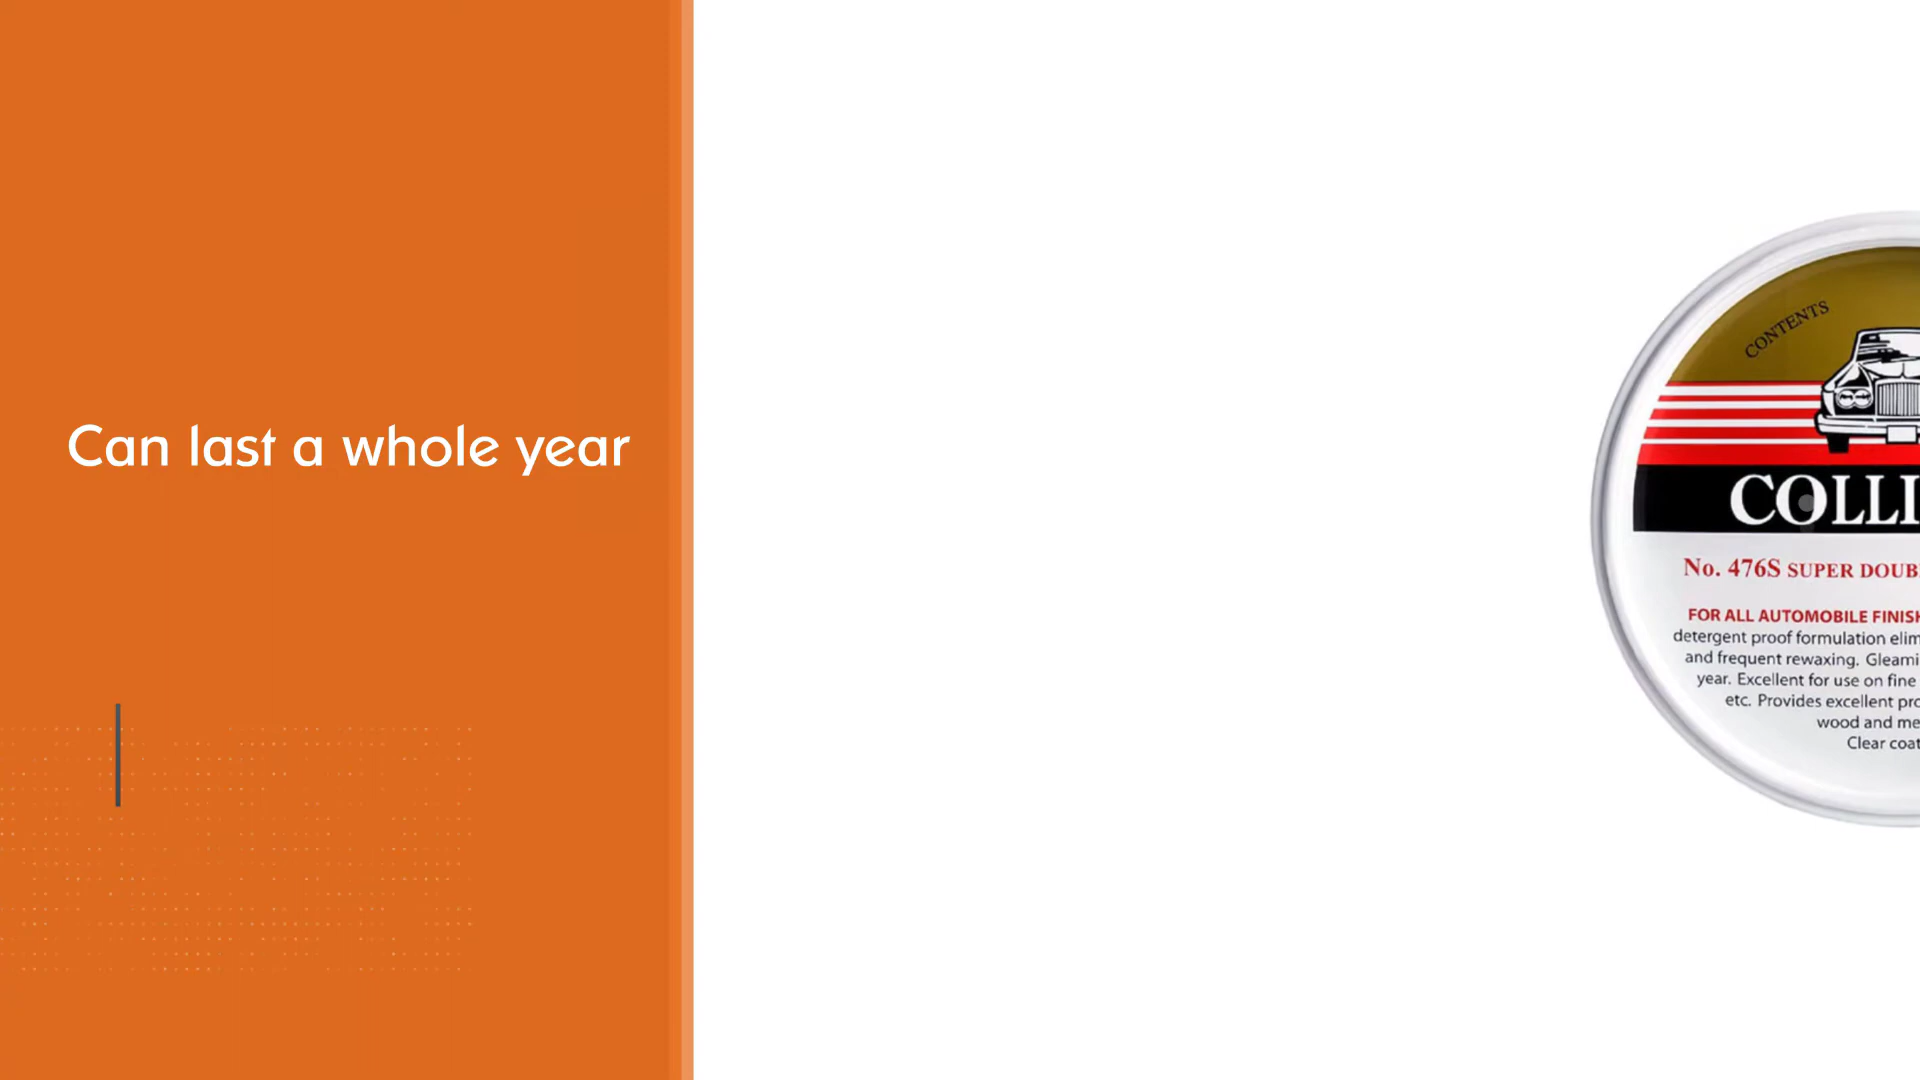 Can last a whole year
CONTENTS
COLLI
No. 476S SUPER DOUB
FOR ALL AUTOMOBILE FINISH
detergent proof formulation elim
and frequent rewaxing. Gleami
year. Excellent for use on fine
etc. Provides excellent pro
wood and me
Clear coat